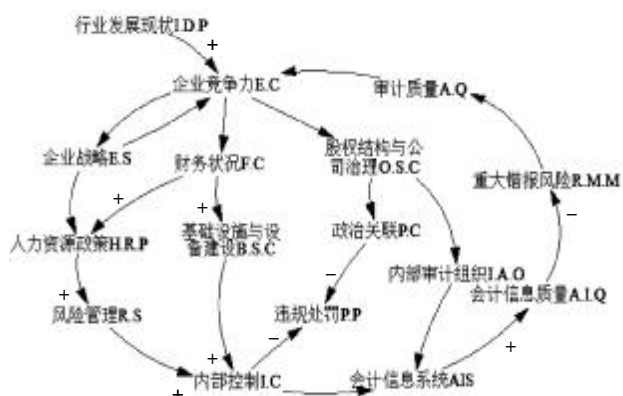 行业发展现状I.D.P
+
企业竞争力E.C
审计质量A.Q
企业战略E.S
财务状况F.C
股权结构与公
司治理O.S.C
重大错报风险R.M.M
+
+
−
人力资源政策H.R.P
基础设施与设
备建设B.S.C
政治关联P.C
内部审计组织I.A.O
会计信息质量A.I.Q
+
−
风险管理R.S
违规处罚P.P
+
−
+
内部控制I.C
会计信息系统AIS
+